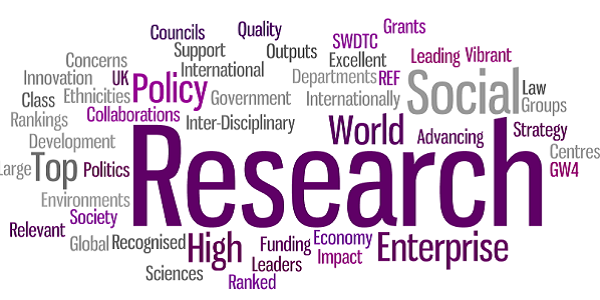 Councils Quality Grants
Concerns Support Outputs SWDTC
Innovation UK Policy International Excellent Leading Vibrant
Class Ethnicities Government Departments REF Social Law
Rankings Collaborations Internationally Groups
Development Inter-Disciplinary World Advancing Strategy
Large Top Politics Research Centres
Environments GW4
Relevant Society
Global Recognised High Funding Economy Enterprise
Sciences Leaders Impact
Ranked